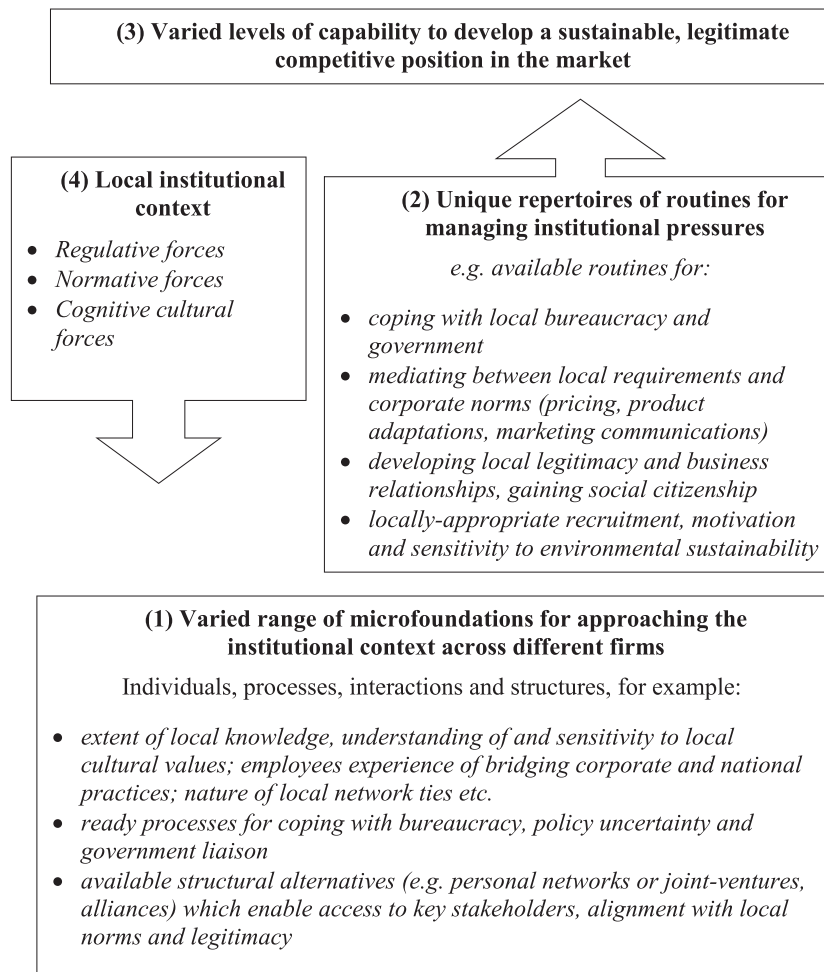 (3) Varied levels of capability to develop a sustainable, legitimate
competitive position in the market
(4) Local institutional
context
• Regulative forces
• Normative forces
• Cognitive cultural
forces
(2) Unique repertoires of routines for
managing institutional pressures
e.g. available routines for:
• coping with local bureaucracy and
government
• mediating between local requirements and
corporate norms (pricing, product
adaptations, marketing communications)
• developing local legitimacy and business
relationships, gaining social citizenship
• locally-appropriate recruitment, motivation
and sensitivity to environmental sustainability
(1) Varied range of microfoundations for approaching the
institutional context across different firms
Individuals, processes, interactions and structures, for example:
• extent of local knowledge, understanding of and sensitivity to local
cultural values; employees experience of bridging corporate and national
practices; nature of local network ties etc.
• ready processes for coping with bureaucracy, policy uncertainty and
government liaison
• available structural alternatives (e.g. personal networks or joint-ventures,
alliances) which enable access to key stakeholders, alignment with local
norms and legitimacy